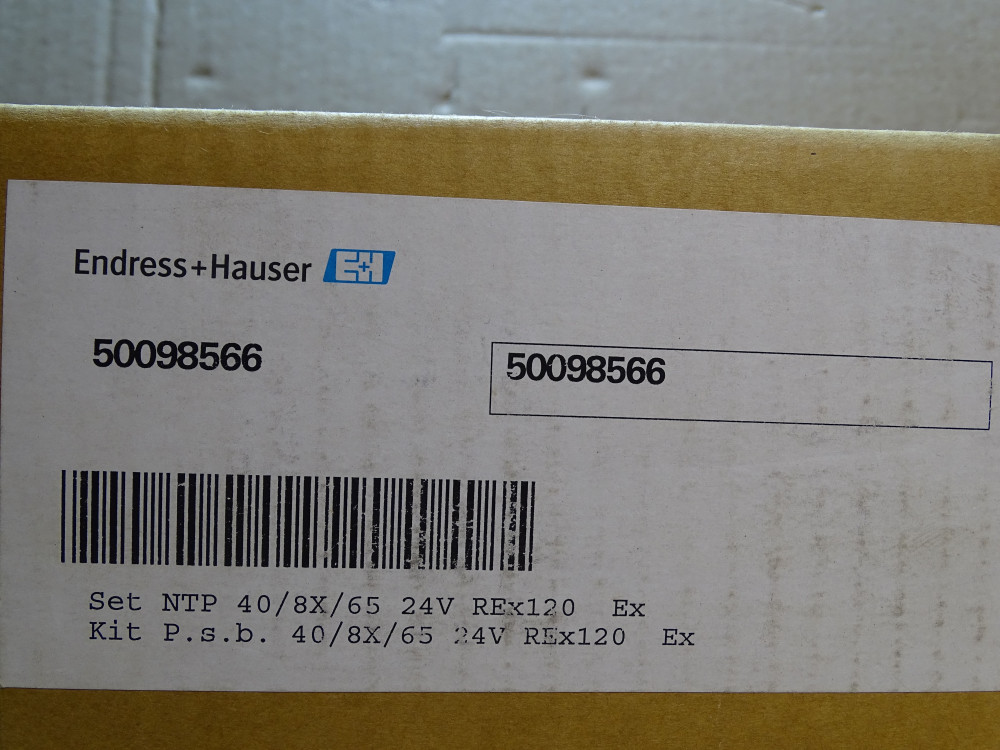 Endress+Hauser E+H
50098566
50098566
Set NTP 40/8X/65 24V REx120 Ex
Kit P.s.b. 40/8X/65 24V REx120 Ex